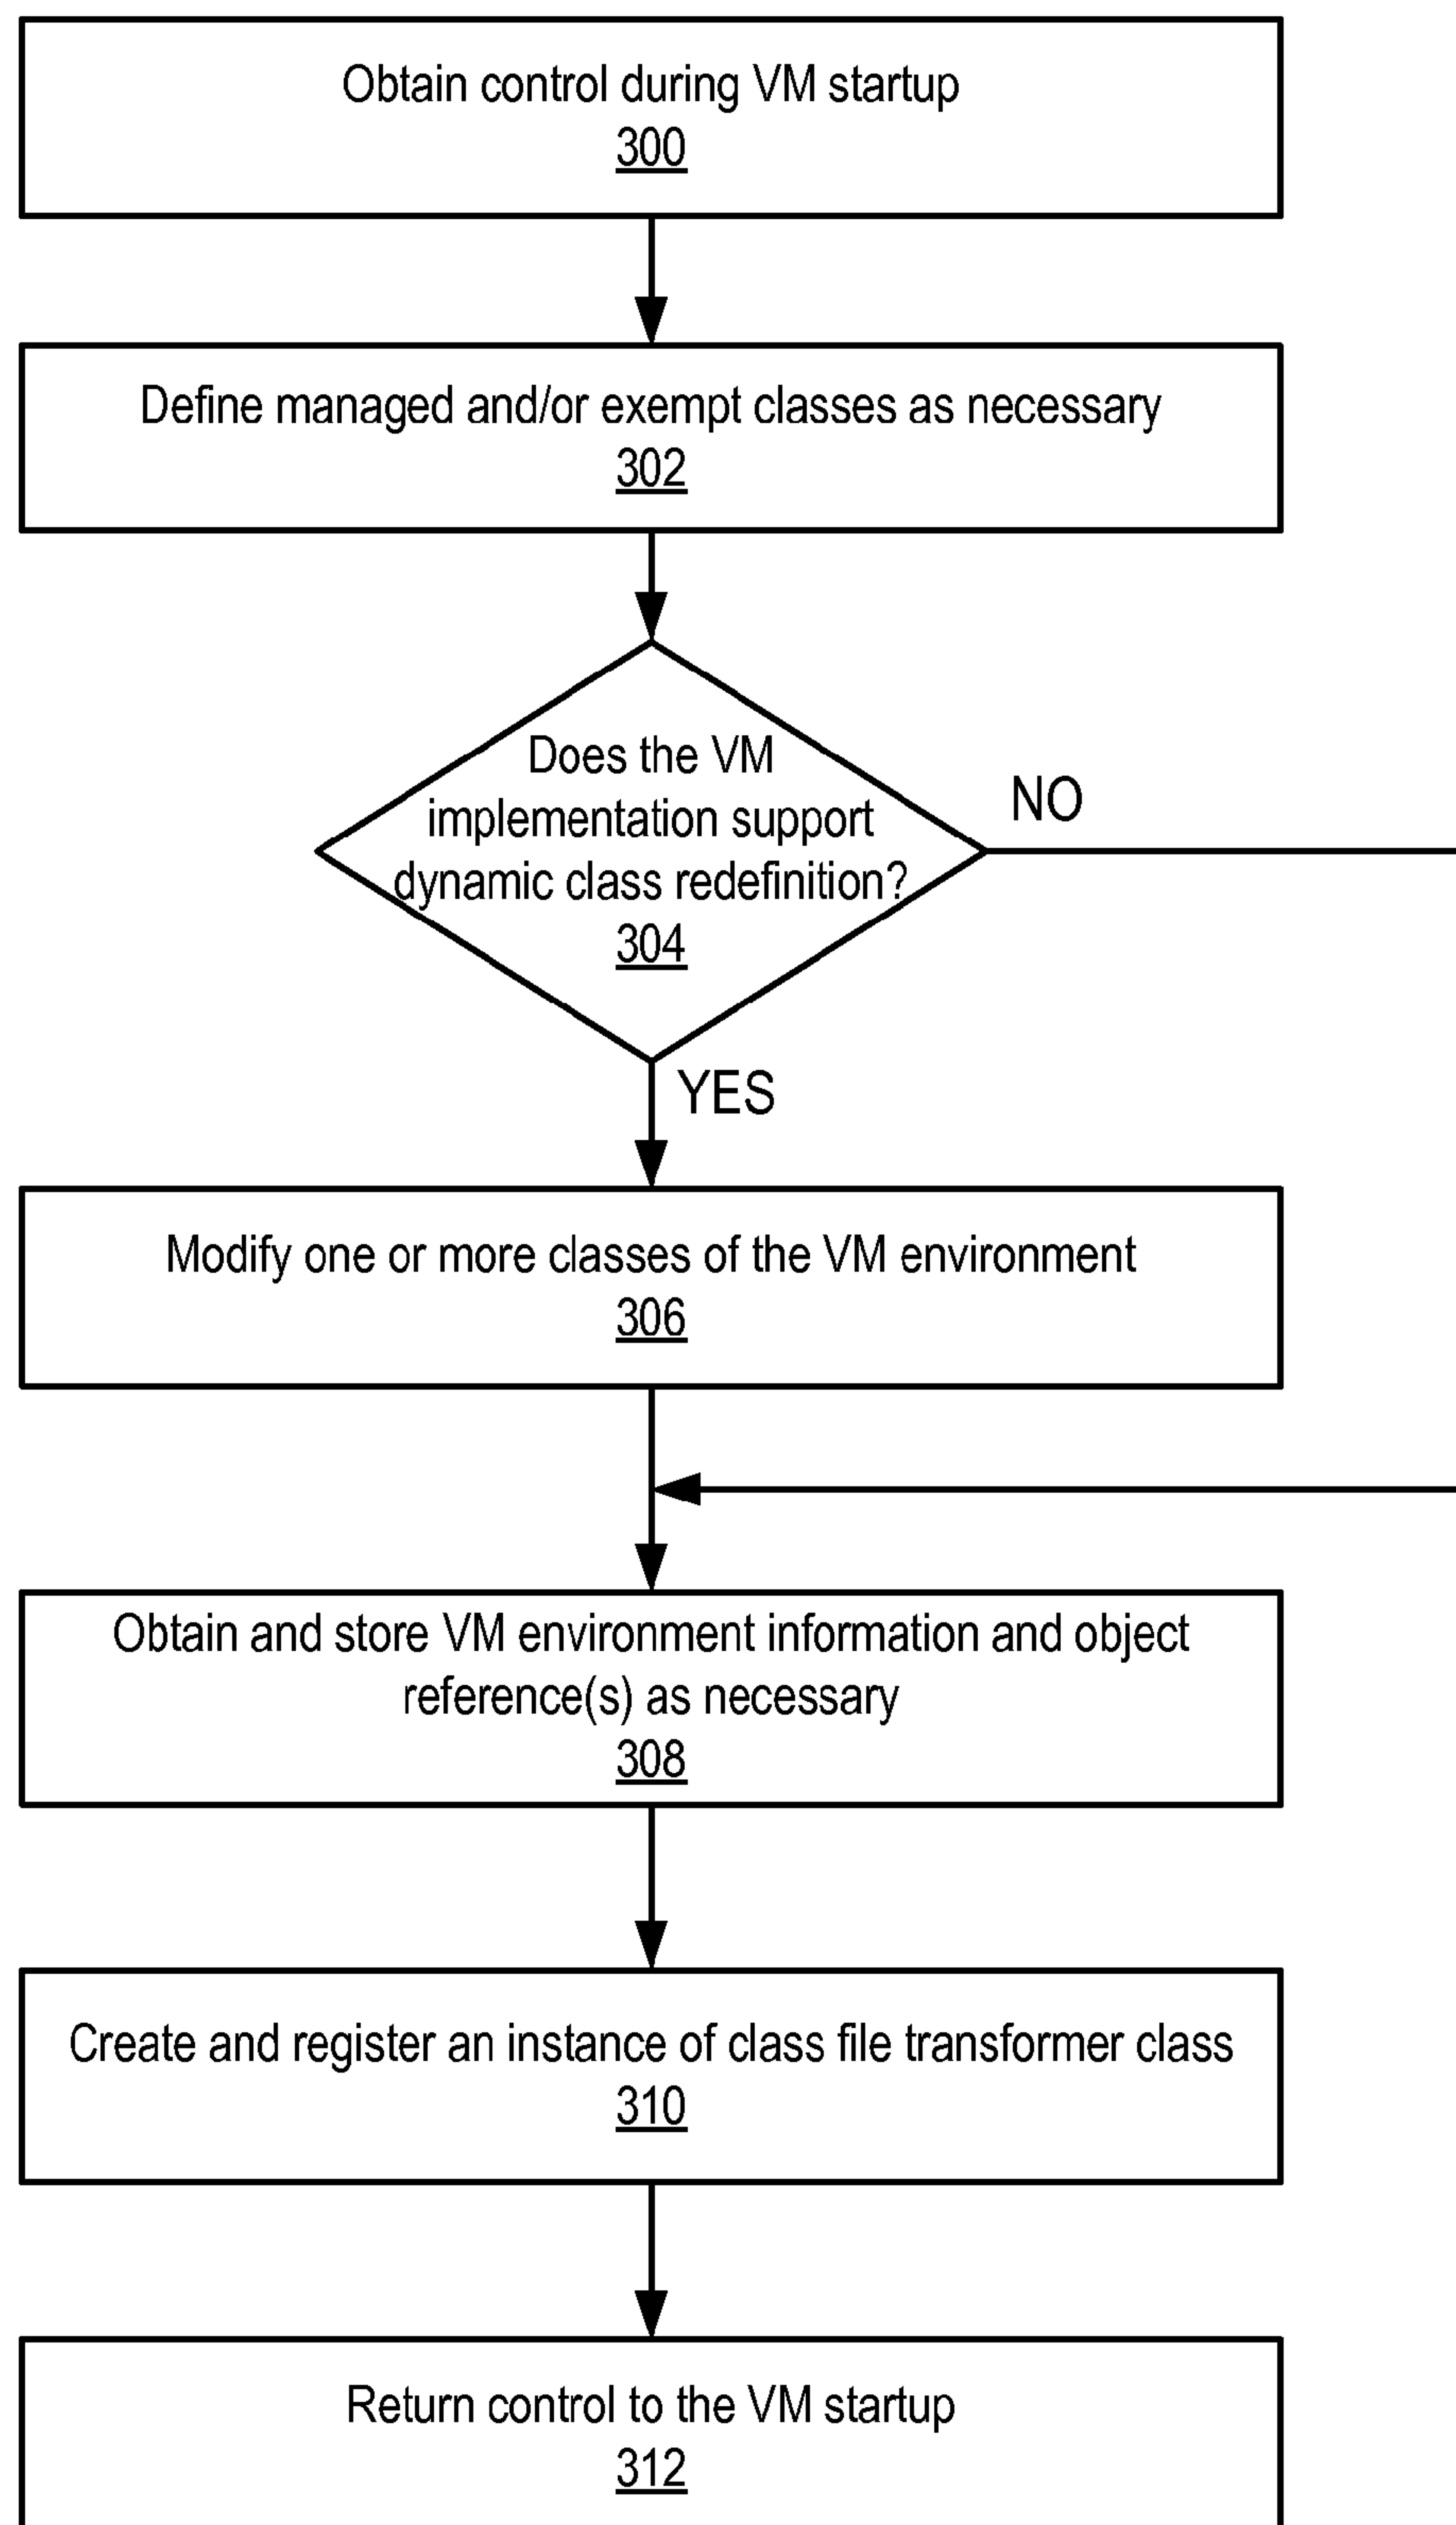 Obtain control during VM startup
300
Define managed and/or exempt classes as necessary
302
Does the VM
implementation support
dynamic class redefinition?
304
NO
YES
Modify one or more classes of the VM environment
306
Obtain and store VM environment information and object
reference(s) as necessary
308
Create and register an instance of class file transformer class
310
Return control to the VM startup
312